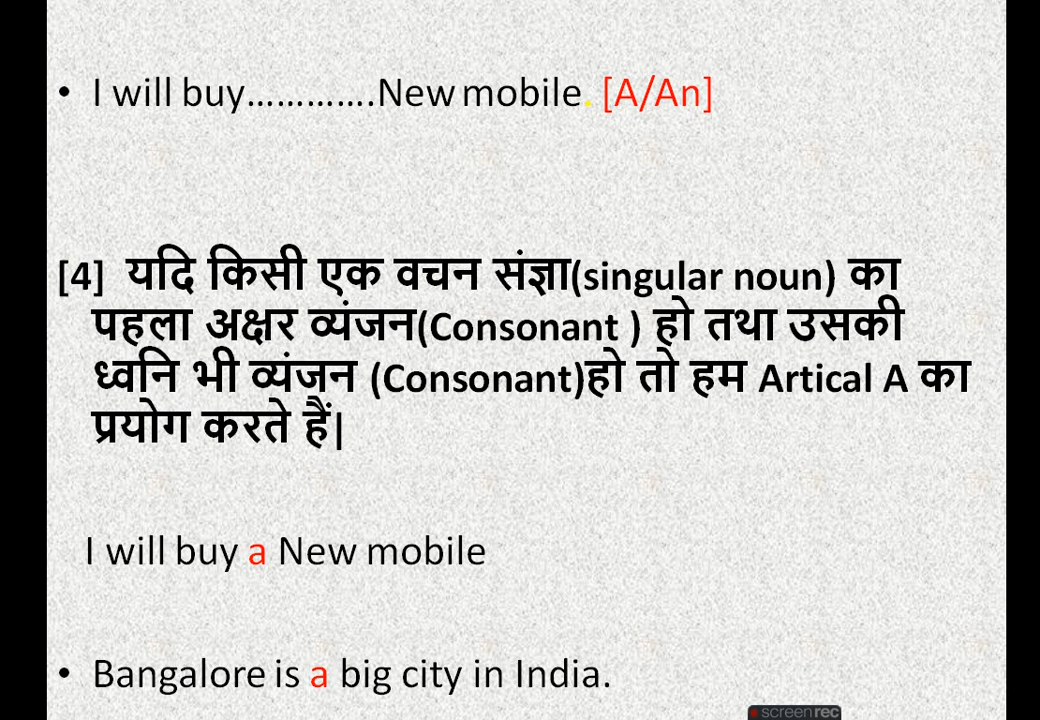 • I will buy………….New mobile. [A/An]
[4] यदि किसी एक वचन संज्ञा(singular noun) का
पहला अक्षर व्यंजन(Consonant ) हो तथा उसकी
ध्वनि भी व्यंजन (Consonant)हो तो हम Artical A का
प्रयोग करते हैं|
I will buy a New mobile
• Bangalore is a big city in India.
screenrec